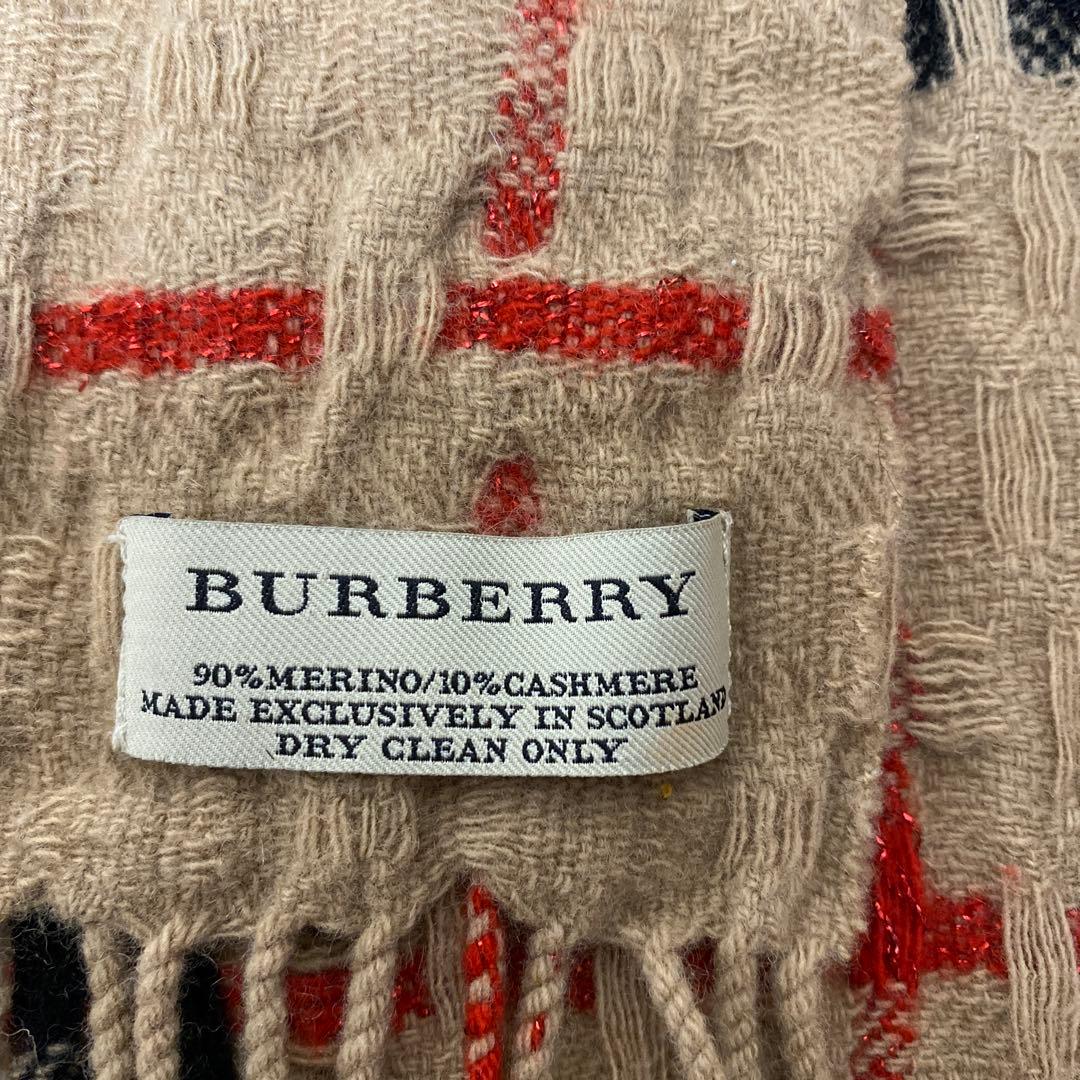 BURBERRY
90%MERINO/10%CASHMERE
MADE EXCLUSIVELY IN SCOTLAND
DRY CLEAN ONLY